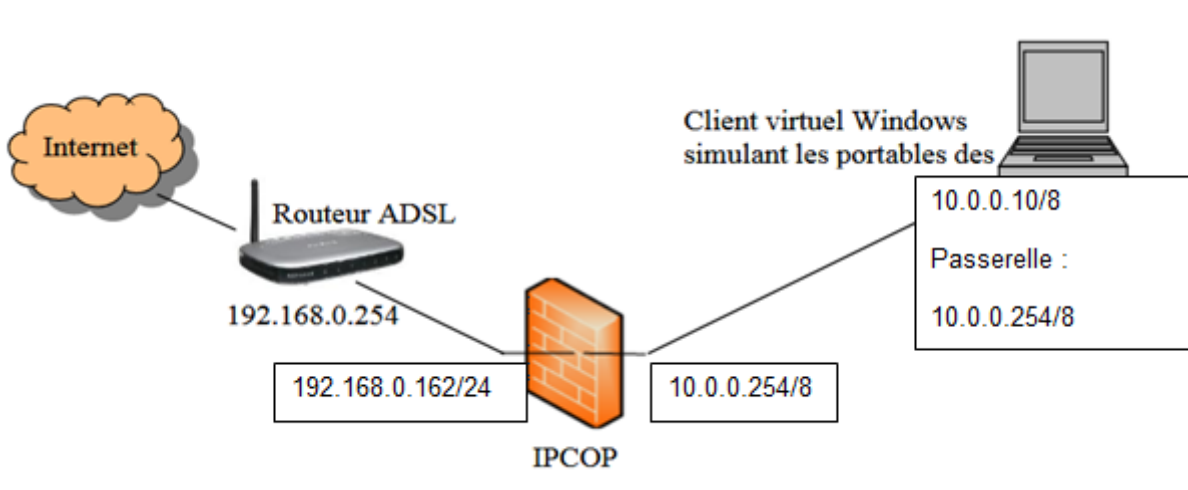 Internet
Routeur ADSL
192.168.0.254
192.168.0.162/24
IPCOP
10.0.0.254/8
Client virtuel Windows
simulant les portables des
10.0.0.10/8
Passerelle :
10.0.0.254/8